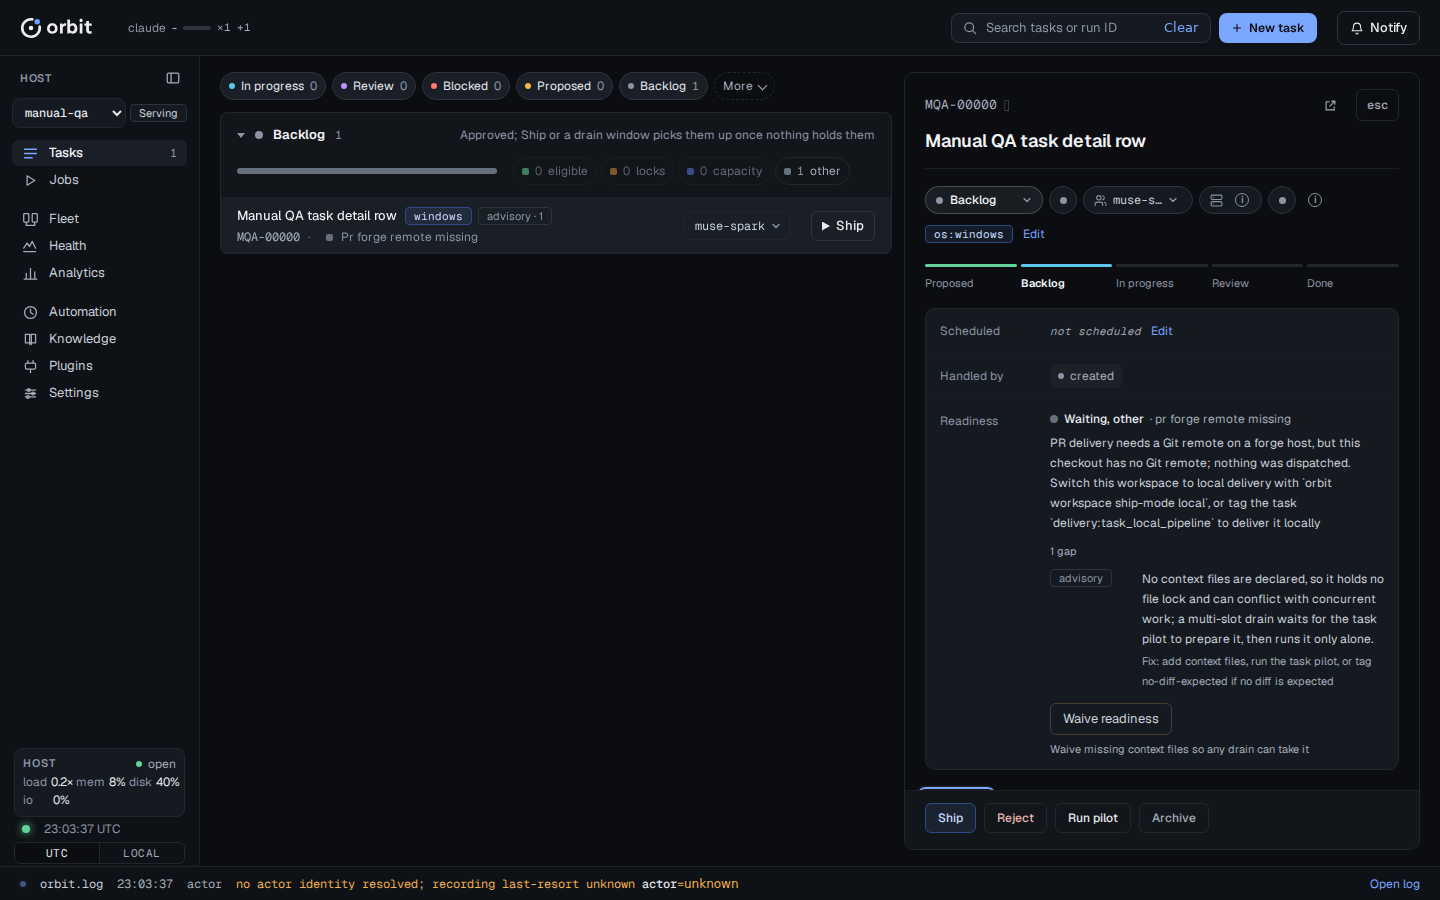 orbit
claude - ×1 +1
Search tasks or run ID Clear
+ New task
Notify
HOST
manual-qa Serving
Tasks 1
Jobs
Fleet
Health
Analytics
Automation
Knowledge
Plugins
Settings
HOST open
load 0.2× mem 8% disk 40%
io 0%
23:03:37 UTC
UTC LOCAL
In progress 0 Review 0 Blocked 0 Proposed 0 Backlog 1 More
Backlog 1 Approved; Ship or a drain window picks them up once nothing holds them
0 eligible 0 locks 0 capacity 1 other
Manual QA task detail row windows advisory · 1
MQA-00000 · Pr forge remote missing
muse-spark Ship
MQA-00000 esc
Manual QA task detail row
Backlog muse-s...
os:windows Edit
Proposed Backlog In progress Review Done
Scheduled not scheduled Edit
Handled by created
Readiness Waiting, other · pr forge remote missing
PR delivery needs a Git remote on a forge host, but this
checkout has no Git remote; nothing was dispatched.
Switch this workspace to local delivery with `orbit
workspace ship-mode local`, or tag the task
`delivery:task_local_pipeline` to deliver it locally
1 gap
advisory No context files are declared, so it holds no
file lock and can conflict with concurrent
work; a multi-slot drain waits for the task
pilot to prepare it, then runs it only alone.
Fix: add context files, run the task pilot, or tag
no-diff-expected if no diff is expected
Waive readiness
Waive missing context files so any drain can take it
Ship Reject Run pilot Archive
orbit.log 23:03:37 actor no actor identity resolved; recording last-resort unknown actor=unknown Open log